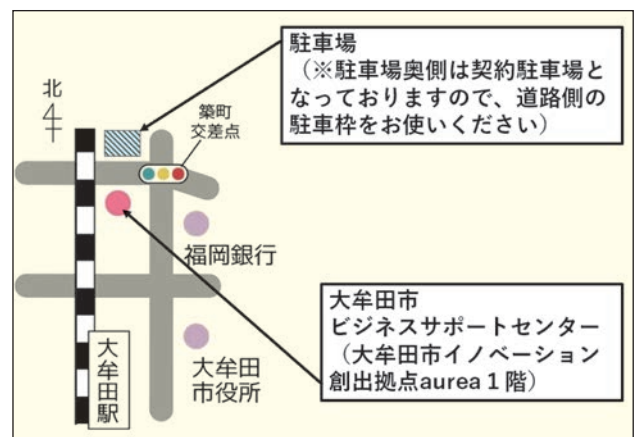 駐車場
（※駐車場奥側は契約駐車場と
なっておりますので、道路側の
駐車枠をお使いください）
北
築町
交差点
福岡銀行
大牟田市
ビジネスサポートセンター
（大牟田市イノベーション
創出拠点aurea１階）
大牟田駅
大牟田
市役所